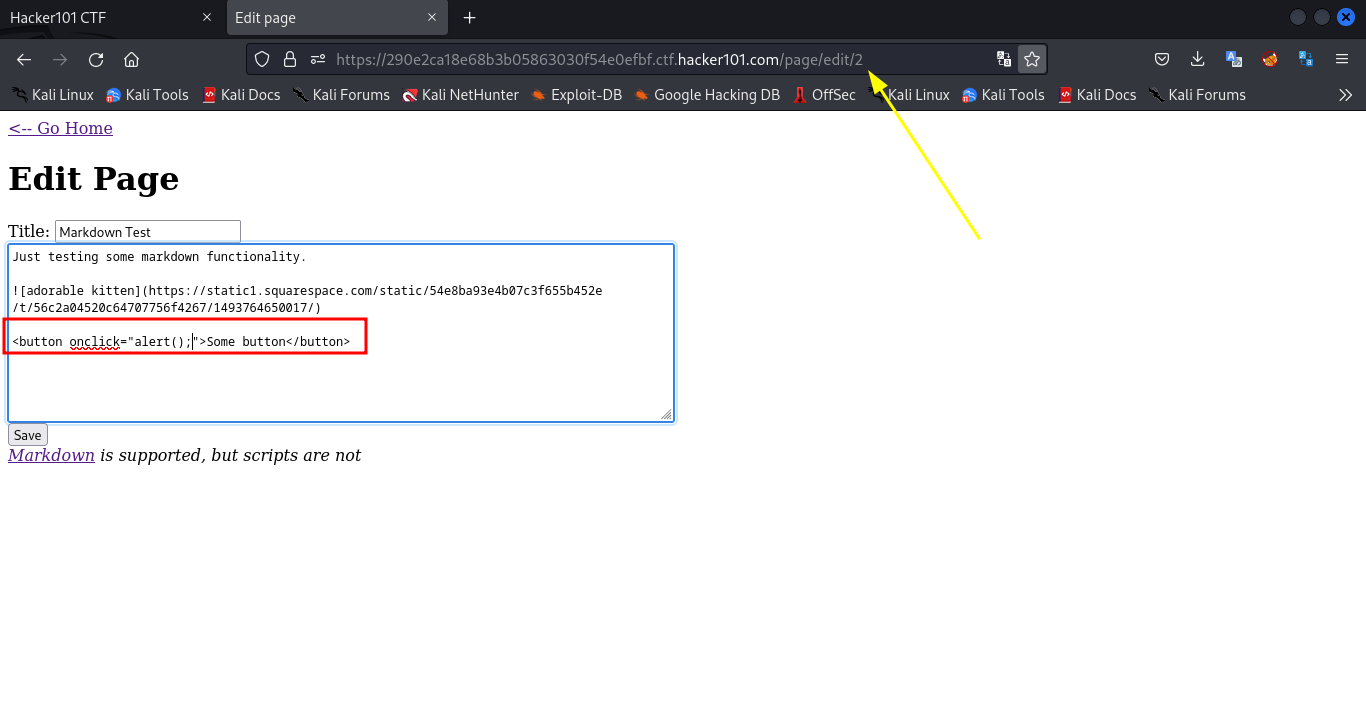 Hacker101 CTF
Edit page
https://290e2ca18e68b3b05863030f54e0efbf.ctf.hacker101.com/page/edit/2
Kali Linux Kali Tools Kali Docs Kali Forums Kali NetHunter Exploit-DB Google Hacking DB OffSec Kali Linux Kali Tools Kali Docs Kali Forums
<-- Go Home
Edit Page
Title: Markdown Test
Just testing some markdown functionality.
![adorable kitten](https://static1.squarespace.com/static/54e8ba93e4b07c3f655b452e
/t/56c2a04520c64707756f4267/1493764650017/)
<button onclick="alert();">Some button</button>
Save
Markdown is supported, but scripts are not